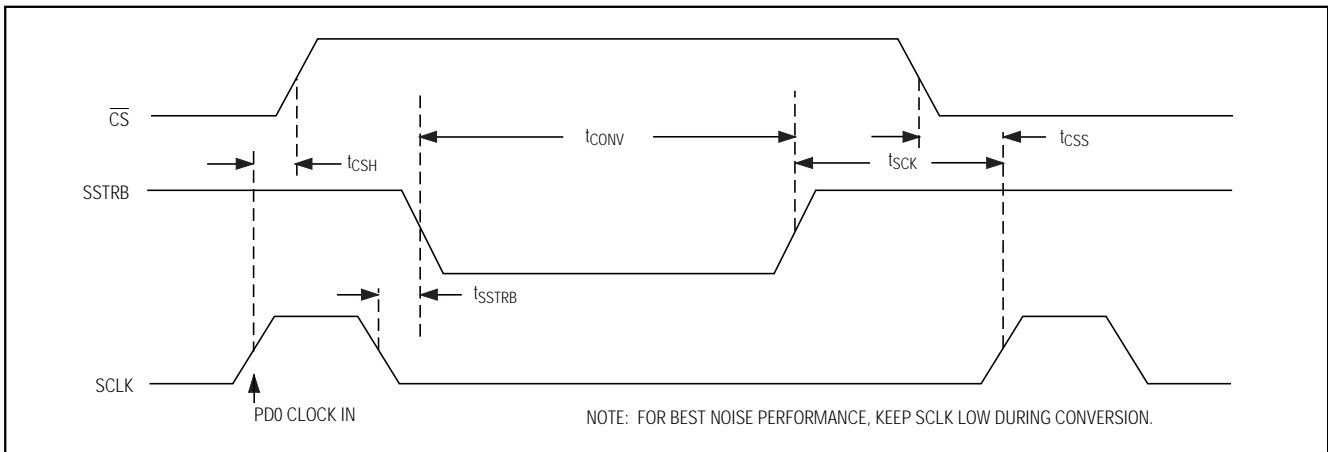 CS
tCONV
tCSS
tCSH
tSCK
SSTRB
tSSTRB
SCLK
PD0 CLOCK IN
NOTE: FOR BEST NOISE PERFORMANCE, KEEP SCLK LOW DURING CONVERSION.